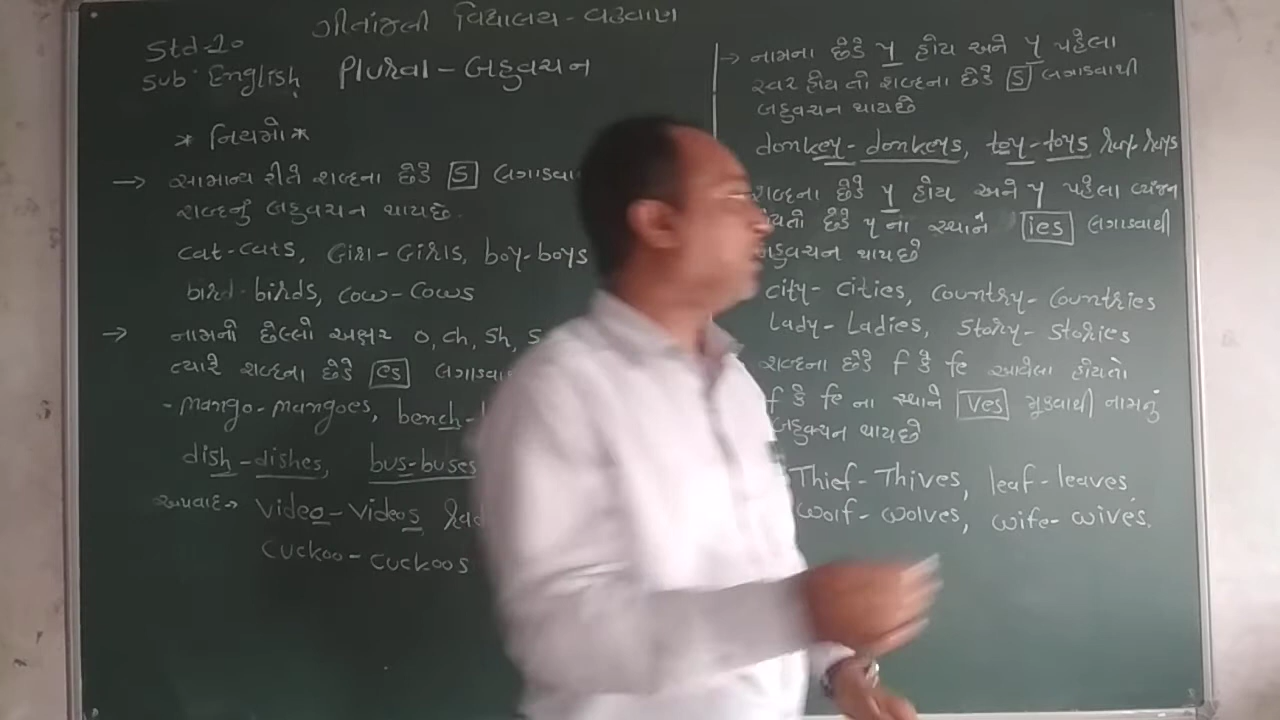 ગીતાંજલી વિદ્યાલય - વઢવાણ
Std-10
Sub: English
Plural - બહુવચન
* નિયમો *
→ સામાન્ય રીતે શબ્દના છેડે S લગાડવા
શબ્દનું બહુવચન થાય છે.
cat-cats, Girl-Girls, boy-boys
bird-birds, cow-cows
→ નામનો છેલ્લો અક્ષર o, ch, sh, s
ત્યારે શબ્દના છેડે es લગાડવા
-mango-mangoes, bench-
dish-dishes, bus-buses
અપવાદ→ Video-Videos,
cuckoo-cuckoos
→ નામના છેડે y હોય અને y પહેલા
સ્વર હોય તો શબ્દના છેડે S લગાડવાથી
બહુવચન થાય છે
donkey-donkeys, toy-toys
શબ્દના છેડે y હોય અને y પહેલા વ્યંજન
છેડે y ના સ્થાને ies લગાડવાથી
બહુવચન થાય છે
city-cities, Country-Countries
Lady-Ladies, Story-Stories
શબ્દના છેડે f કે fe આવેલા હોયતો
f કે fe ના સ્થાને ves મૂકવાથી નામનું
બહુવચન થાય છે
Thief-Thives, leaf-leaves
wolf-wolves, wife-wives.